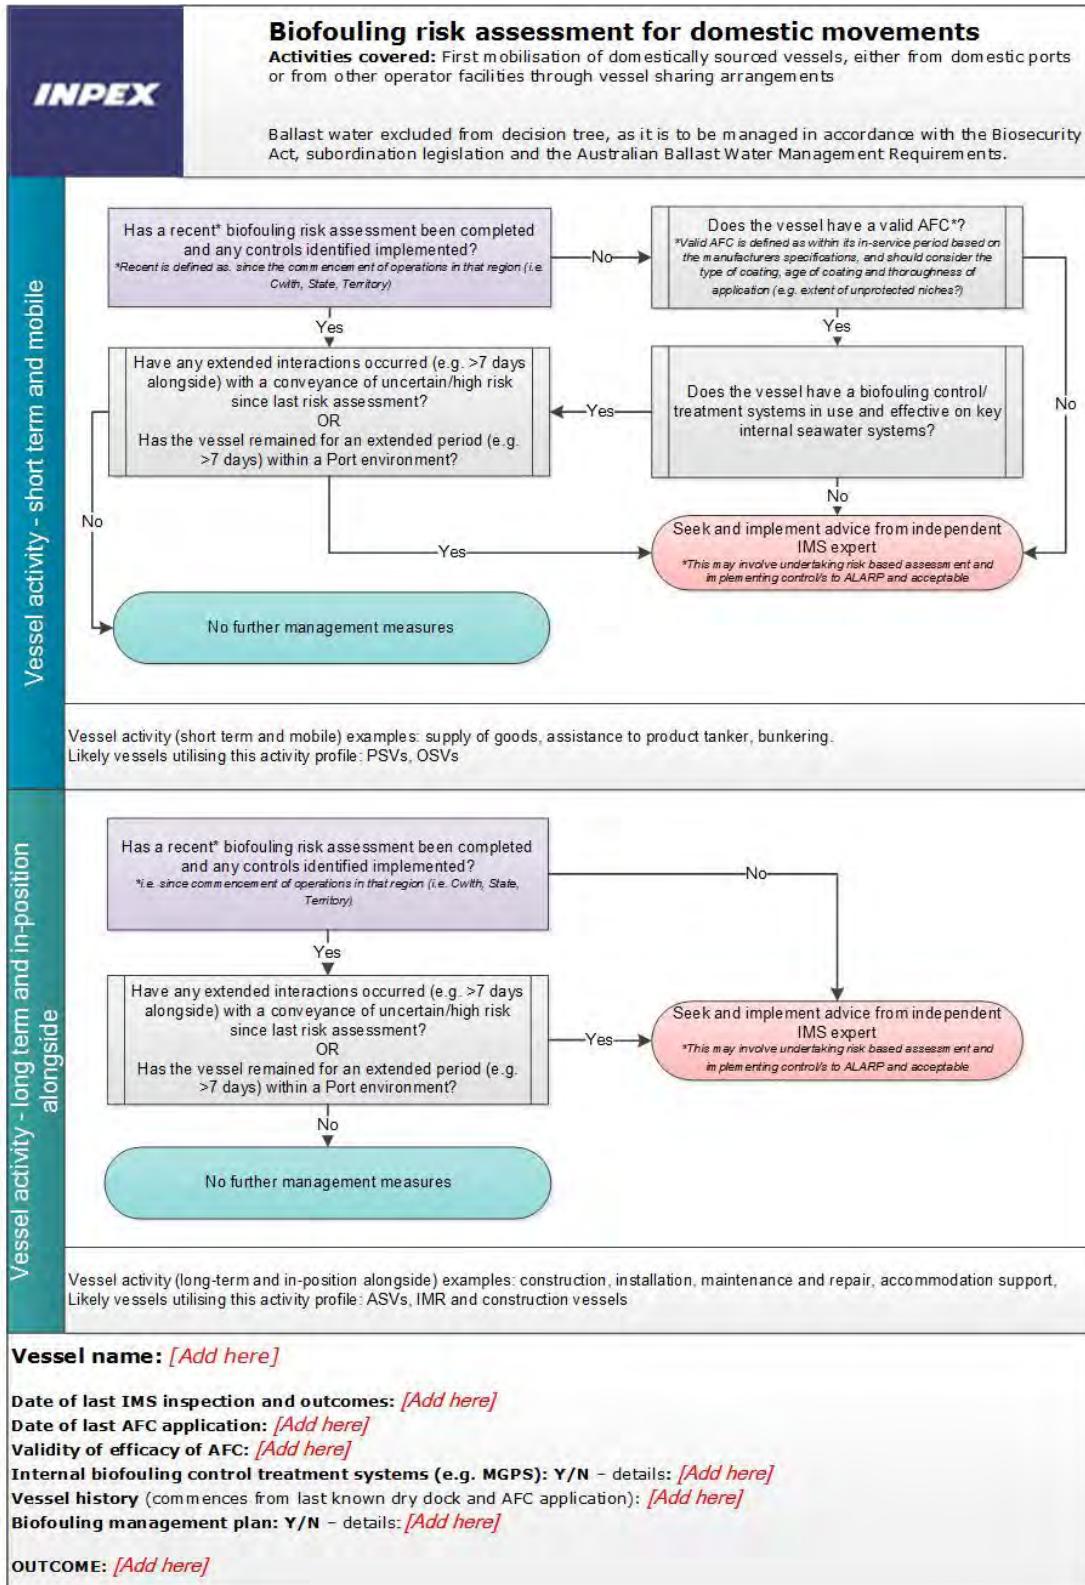 INPEX
Biofouling risk assessment for domestic movements
Activities covered: First mobilisation of domestically sourced vessels, either from domestic ports
or from other operator facilities through vessel sharing arrangements
Ballast water excluded from decision tree, as it is to be managed in accordance with the Biosecurity
Act, subordination legislation and the Australian Ballast Water Management Requirements.
Vessel activity - short term and mobile
Has a recent* biofouling risk assessment been completed
and any controls identified implemented?
*Recent is defined as. since the commencement of operations in that region (i.e.
Cwlth, State, Territory)
No
Does the vessel have a valid AFC*?
*Valid AFC is defined as within its in-service period based on
the manufacturers specifications, and should consider the
type of coating, age of coating and thoroughness of
application (e.g. extent of unprotected niches?)
Yes
Yes
Have any extended interactions occurred (e.g. >7 days
alongside) with a conveyance of uncertain/high risk
since last risk assessment?
OR
Has the vessel remained for an extended period (e.g.
>7 days) within a Port environment?
Yes
Does the vessel have a biofouling control/
treatment systems in use and effective on key
internal seawater systems?
No
No
No
Yes
Seek and implement advice from independent
IMS expert
*This may involve undertaking risk based assessment and
implementing control/s to ALARP and acceptable
No further management measures
Vessel activity (short term and mobile) examples: supply of goods, assistance to product tanker, bunkering.
Likely vessels utilising this activity profile: PSVs, OSVs
Vessel activity - long term and in-position
alongside
Has a recent* biofouling risk assessment been completed
and any controls identified implemented?
*i.e. since commencement of operations in that region (i.e. Cwlth, State,
Territory)
No
Yes
Have any extended interactions occurred (e.g. >7 days
alongside) with a conveyance of uncertain/high risk
since last risk assessment?
OR
Has the vessel remained for an extended period (e.g.
>7 days) within a Port environment?
Yes
Seek and implement advice from independent
IMS expert
*This may involve undertaking risk based assessment and
implementing control/s to ALARP and acceptable
No
No further management measures
Vessel activity (long-term and in-position alongside) examples: construction, installation, maintenance and repair, accommodation support,
Likely vessels utilising this activity profile: ASVs, IMR and construction vessels
Vessel name: [Add here]
Date of last IMS inspection and outcomes: [Add here]
Date of last AFC application: [Add here]
Validity of efficacy of AFC: [Add here]
Internal biofouling control treatment systems (e.g. MGPS): Y/N – details: [Add here]
Vessel history (commences from last known dry dock and AFC application): [Add here]
Biofouling management plan: Y/N – details: [Add here]
OUTCOME: [Add here]